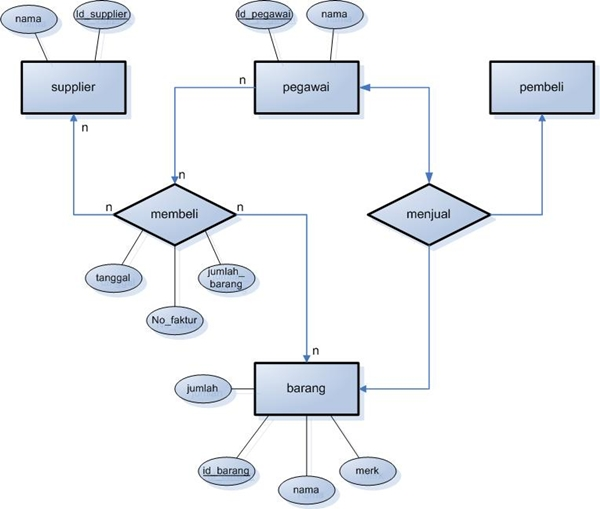 nama
Id_supplier
Id_pegawai
nama
supplier
n
pegawai
pembeli
n
n
n
membeli
n
menjual
tanggal
jumlah_
barang
No_faktur
n
jumlah
barang
id_barang
nama
merk